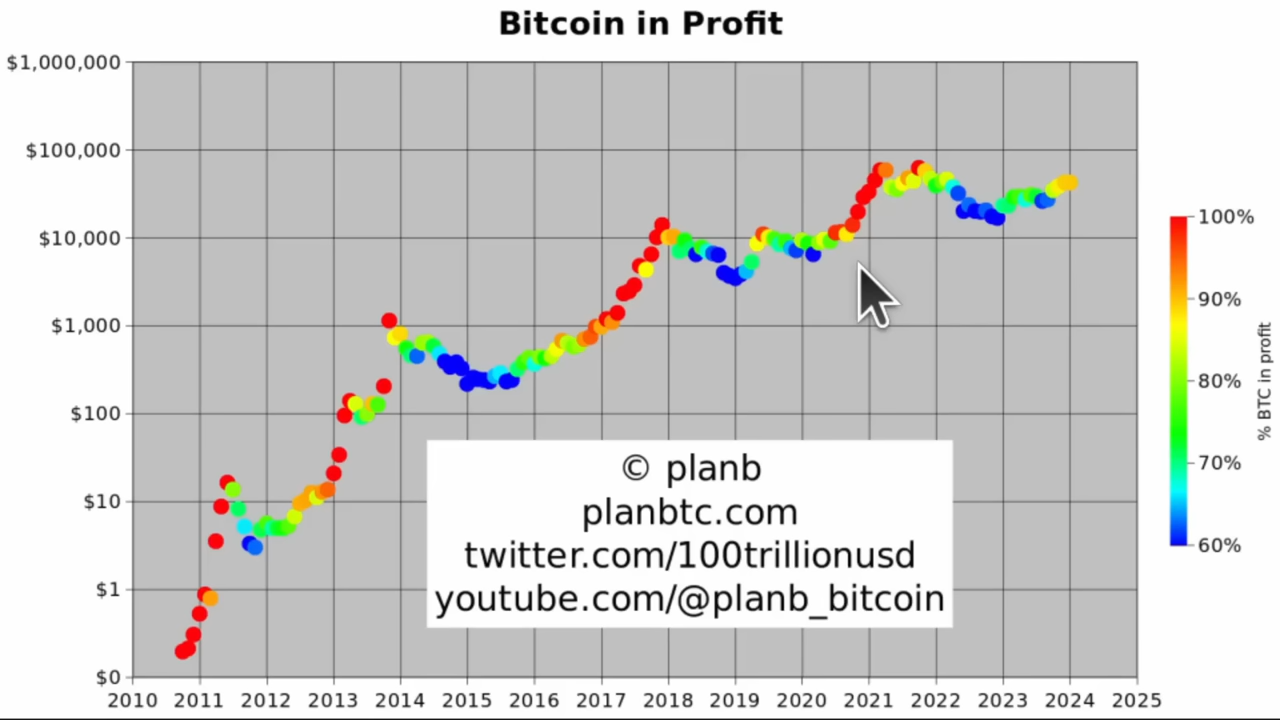 Bitcoin in Profit
$1,000,000
$100,000
$10,000
$1,000
$100
$10
$1
$0
2010 2011 2012 2013 2014 2015 2016 2017 2018 2019 2020 2021 2022 2023 2024 2025
© planb
planbtc.com
twitter.com/100trillionusd
youtube.com/@planb_bitcoin
100%
90%
80%
70%
60%
% BTC in profit